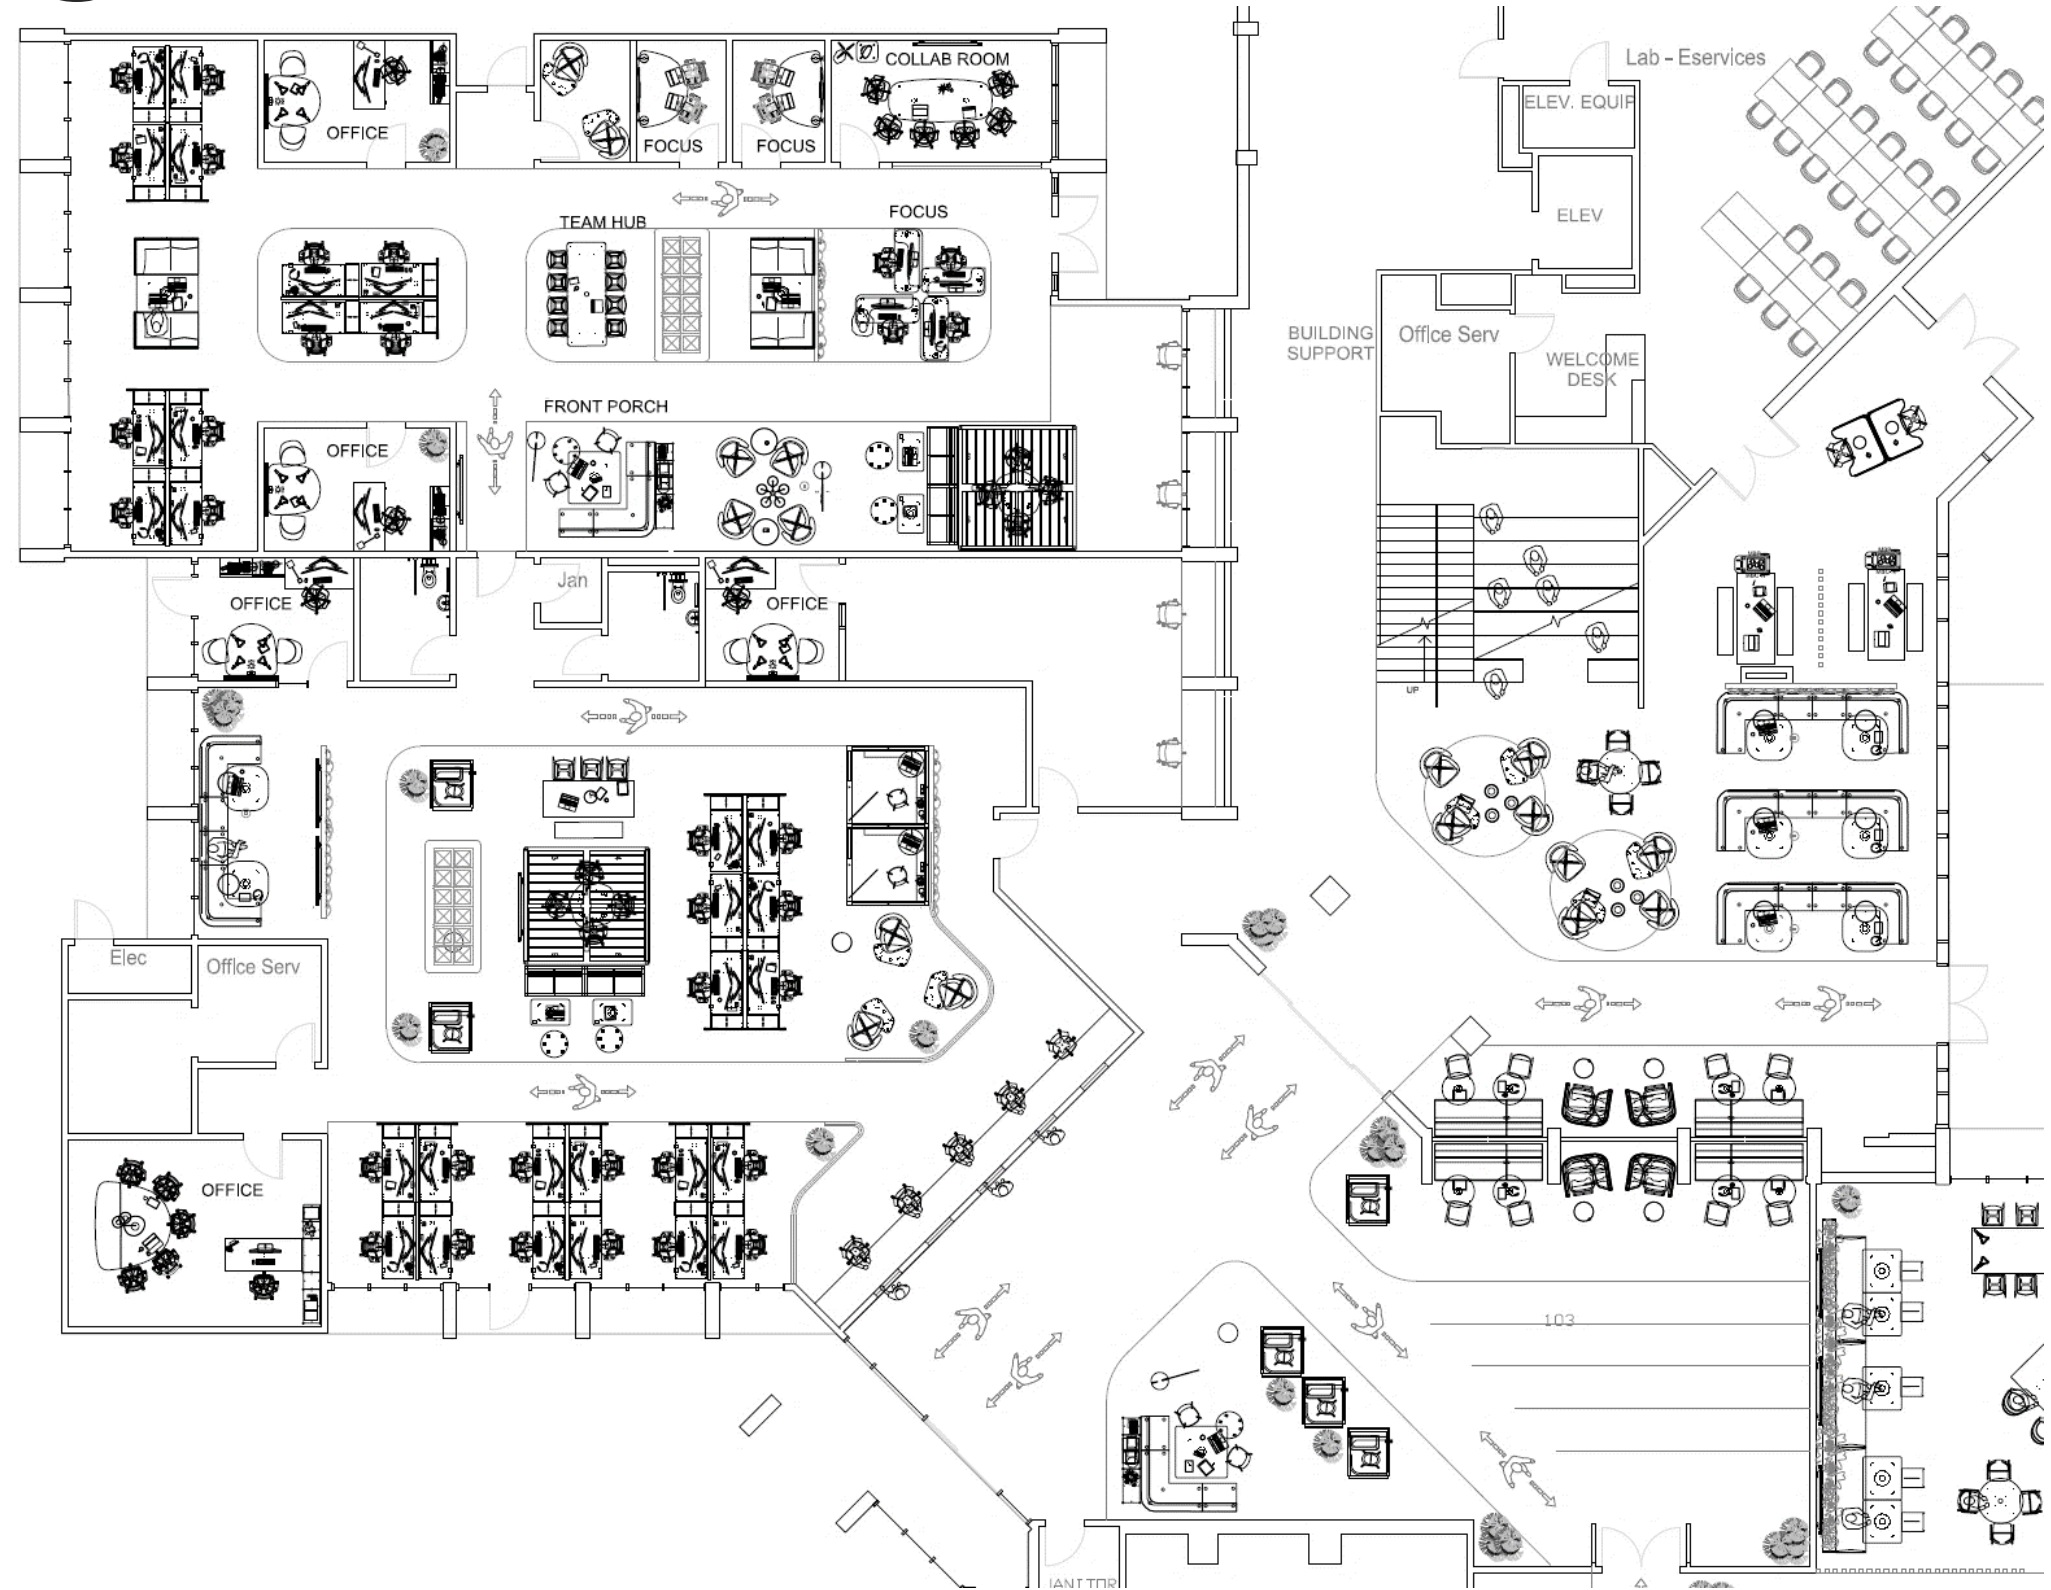 Lab - Eservices
COLLAB ROOM
ELEV. EQUIP
OFFICE
FOCUS
FOCUS
ELEV
FOCUS
TEAM HUB
BUILDING
SUPPORT
Office Serv
WELCOME
DESK
FRONT PORCH
OFFICE
Jan
OFFICE
OFFICE
UP
Elec
Office Serv
OFFICE
103
JANITOR